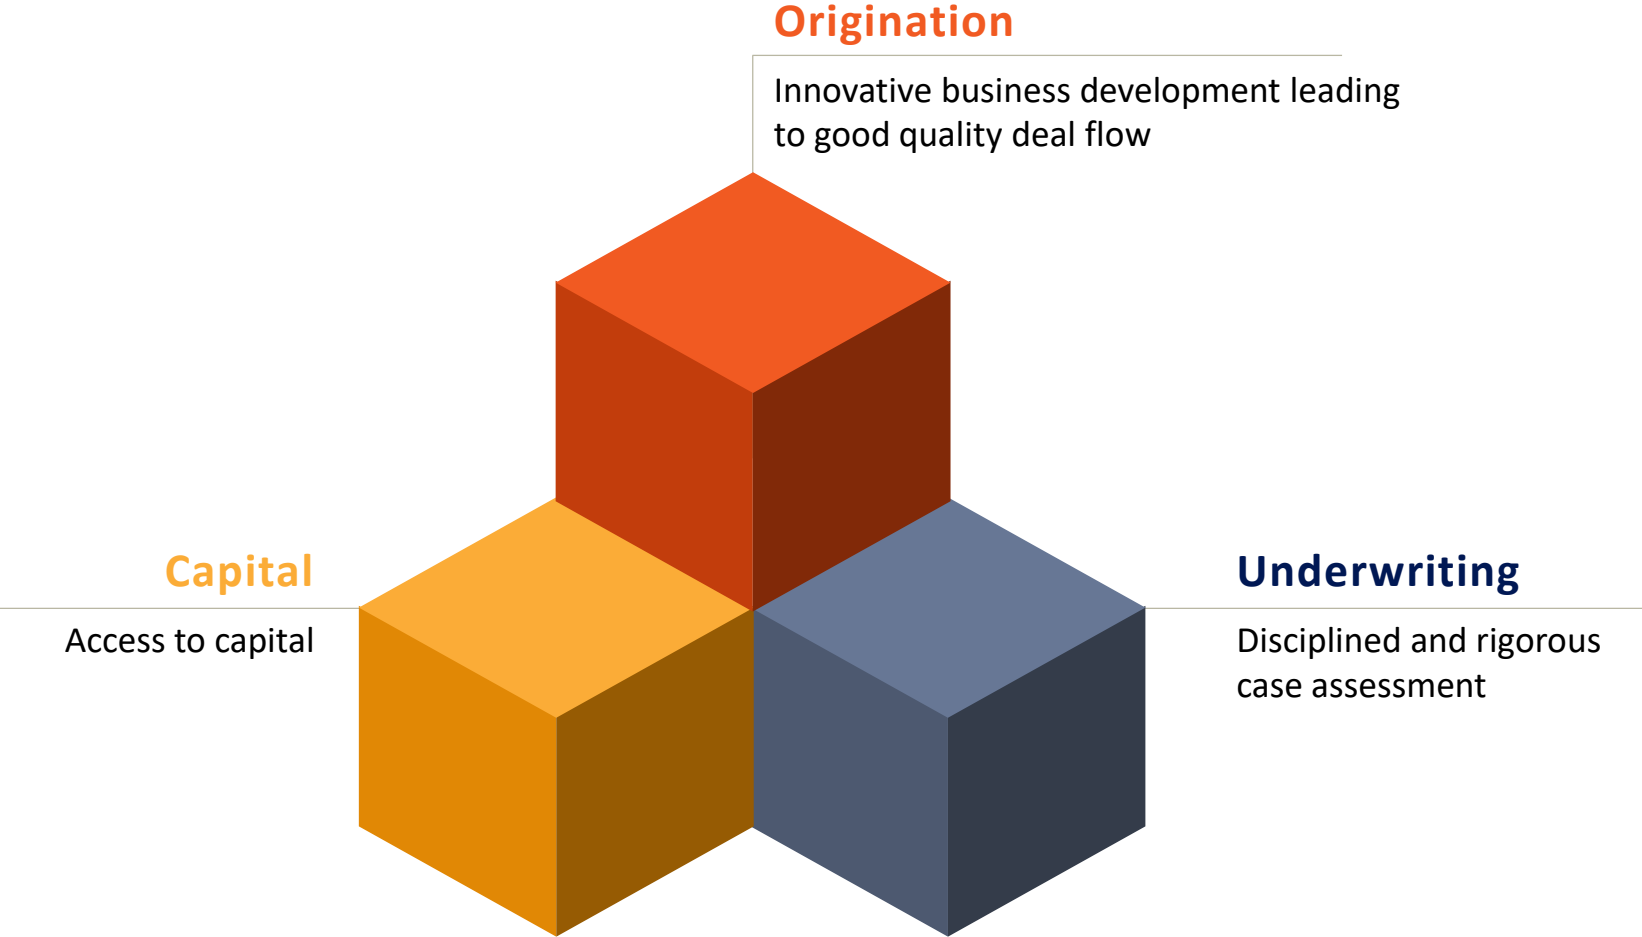 Origination
Innovative business development leading
to good quality deal flow
Capital
Access to capital
Underwriting
Disciplined and rigorous
case assessment